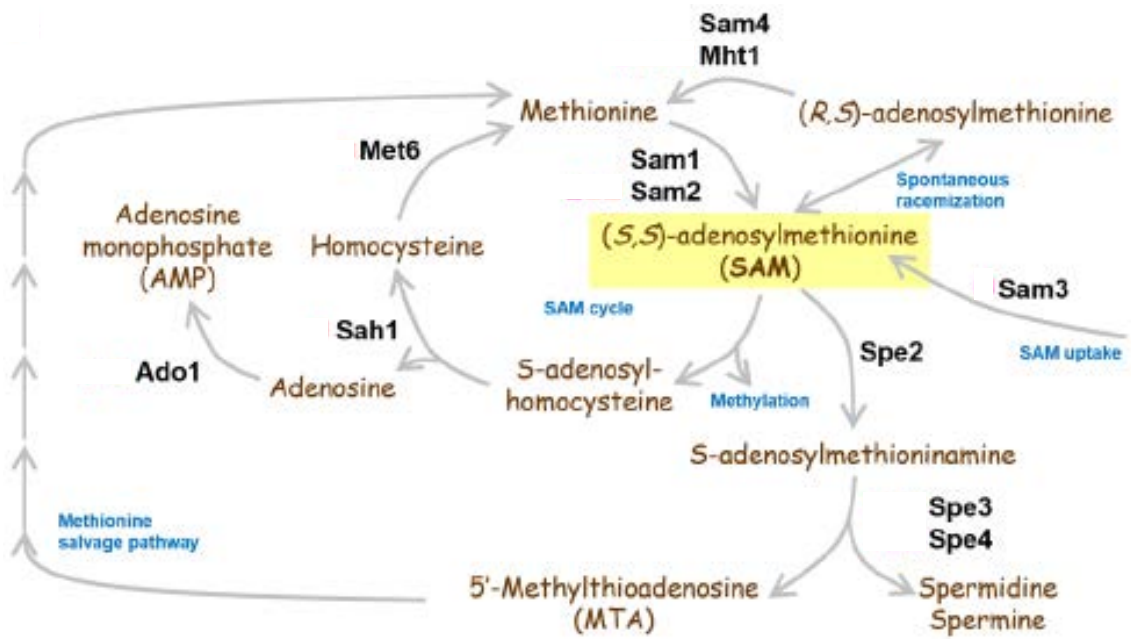 Sam4
Mht1
Methionine
(R,S)-adenosylmethionine
Met6
Sam1
Sam2
Spontaneous
racemization
Adenosine
monophosphate
(AMP)
Homocysteine
(S,S)-adenosylmethionine
(SAM)
Sam3
SAM cycle
Sah1
Spe2
SAM uptake
Ado1
Adenosine
S-adenosyl-
homocysteine
Methylation
S-adenosylmethioninamine
Methionine
salvage pathway
Spe3
Spe4
5'-Methylthioadenosine
(MTA)
Spermidine
Spermine